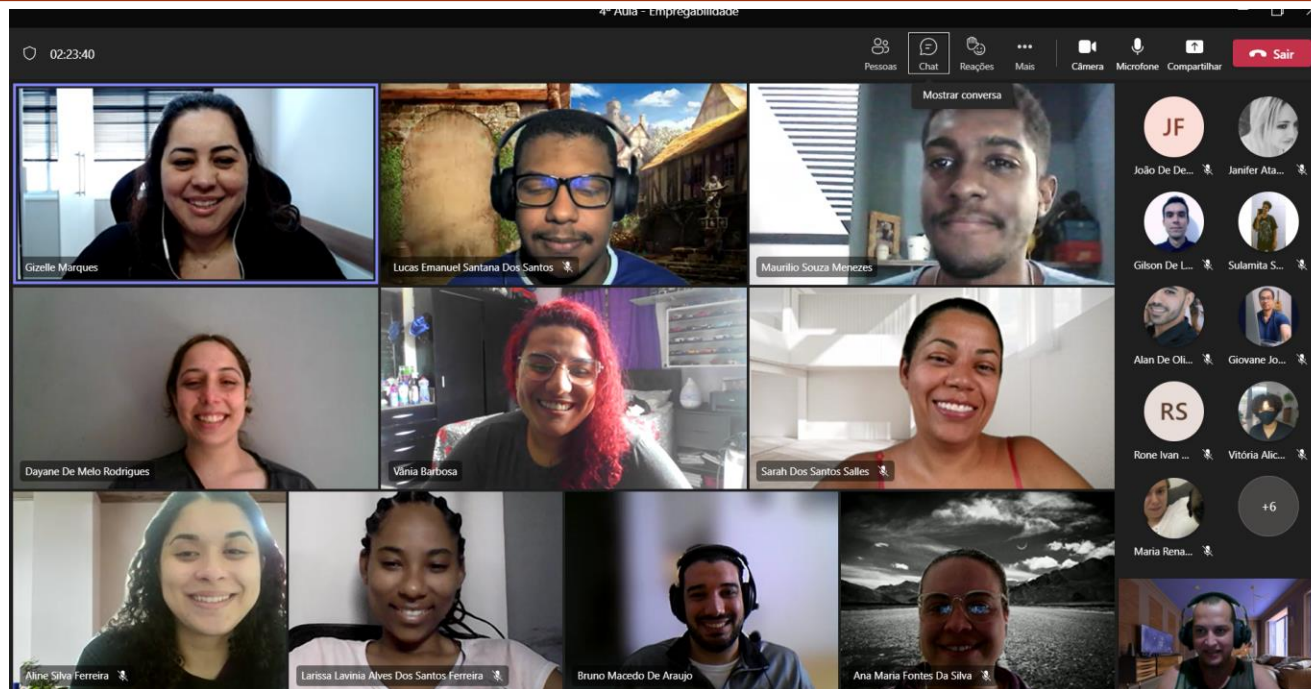 4ª Aula - Empregabilidade
02:23:40
Pessoas
Chat
Reações
Mais
Câmera
Microfone
Compartilhar
Sair
Mostrar conversa
Gizelle Marques
Lucas Emanuel Santana Dos Santos
Maurilio Souza Menezes
JF
João De De...
Janifer Ata...
Gilson De L...
Sulamita S...
Dayane De Melo Rodrigues
Vânia Barbosa
Sarah Dos Santos Salles
Alan De Oli...
Giovane Jo...
RS
Rone Ivan ...
Vitória Alic...
+6
Maria Rena...
Aline Silva Ferreira
Larissa Lavinia Alves Dos Santos Ferreira
Bruno Macedo De Araujo
Ana Maria Fontes Da Silva